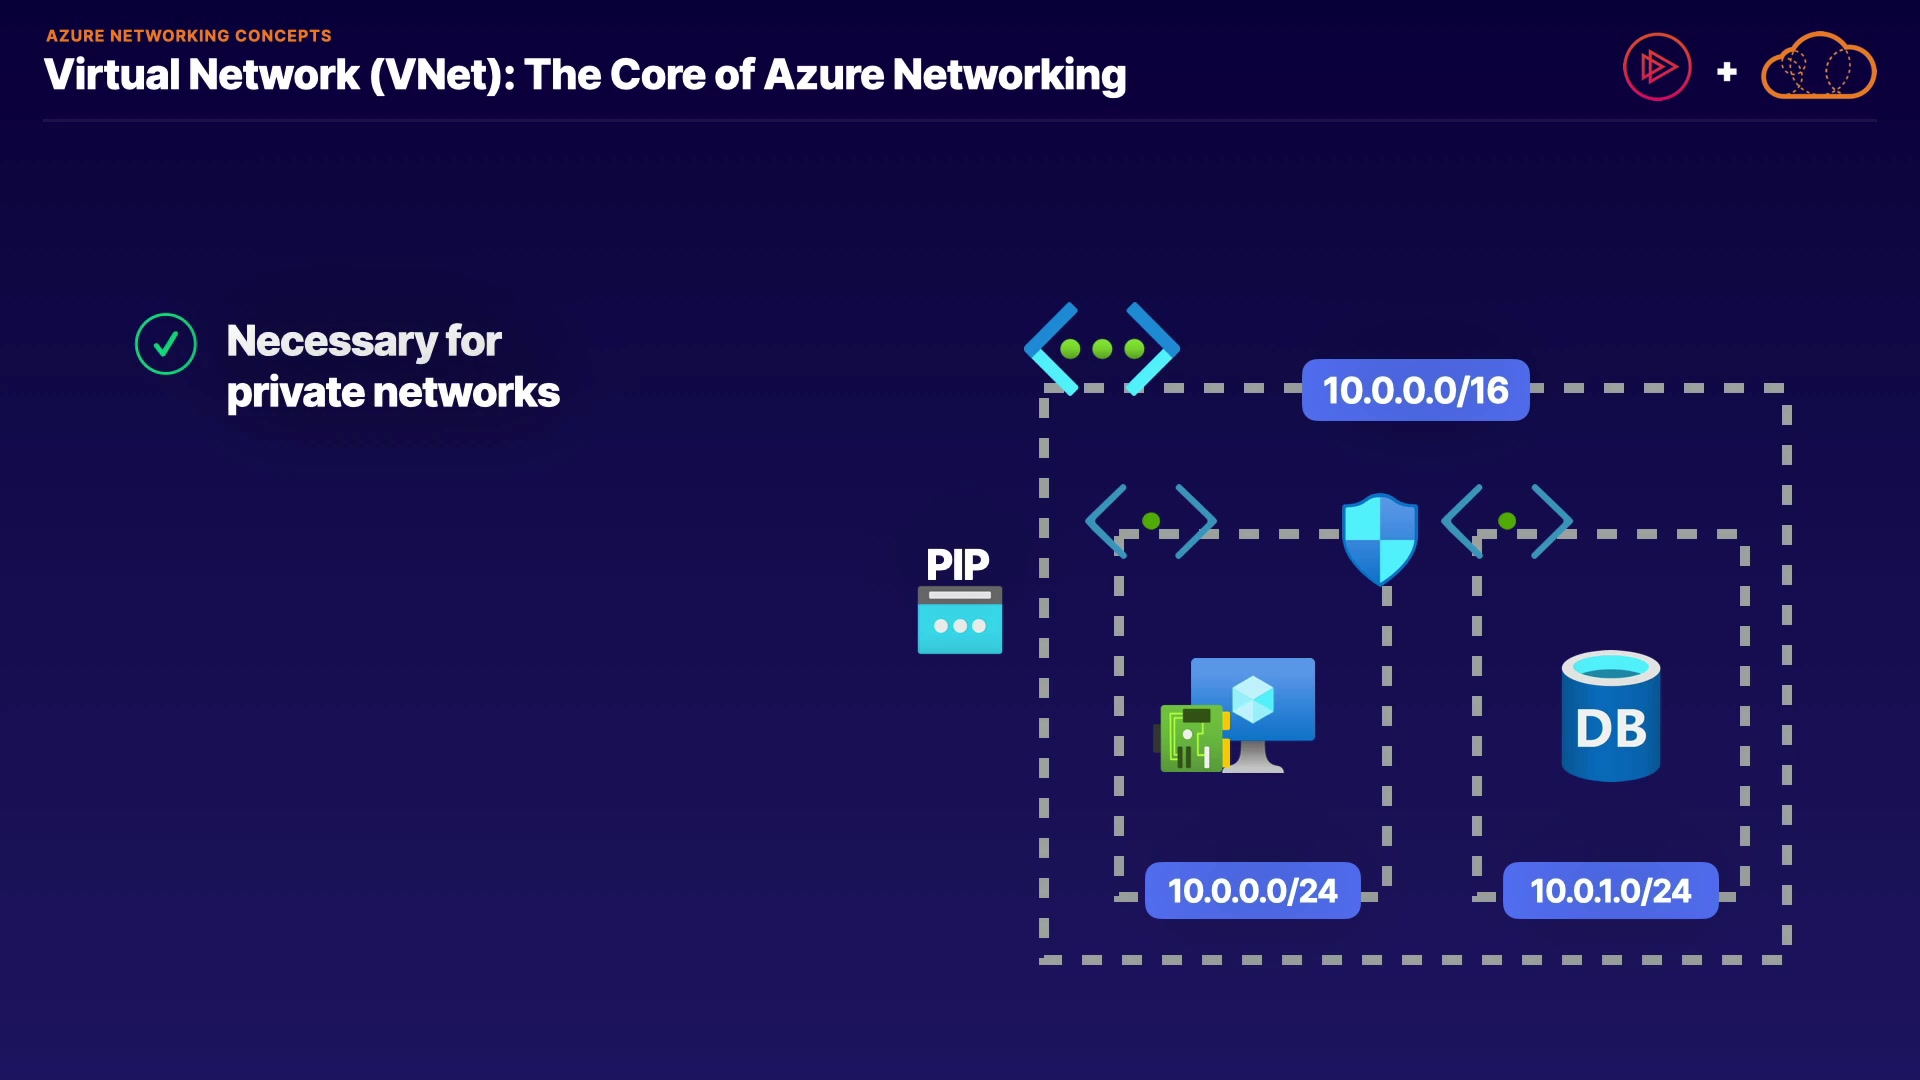 AZURE NETWORKING CONCEPTS
Virtual Network (VNet): The Core of Azure Networking
+
Necessary for
private networks
10.0.0.0/16
PIP
DB
10.0.0.0/24
10.0.1.0/24